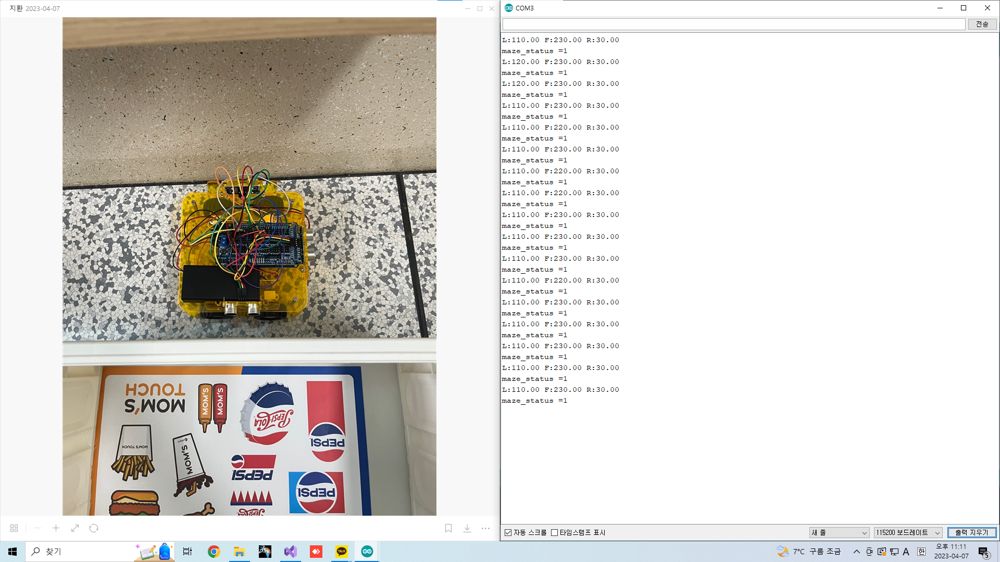 지환 2023-04-07
MOM'S
TOUCH
MOM'S
MOM'S
PEPSI-COLA
PEPSI
MOM'S TOUCH
MOM'S
PEPSI
PEPSI
COM3
전송
L:110.00 F:230.00 R:30.00
maze_status =1
L:120.00 F:230.00 R:30.00
maze_status =1
L:120.00 F:230.00 R:30.00
maze_status =1
L:110.00 F:230.00 R:30.00
maze_status =1
L:110.00 F:220.00 R:30.00
maze_status =1
L:110.00 F:230.00 R:30.00
maze_status =1
L:110.00 F:220.00 R:30.00
maze_status =1
L:110.00 F:220.00 R:30.00
maze_status =1
L:110.00 F:230.00 R:30.00
maze_status =1
L:110.00 F:230.00 R:30.00
maze_status =1
L:110.00 F:230.00 R:30.00
maze_status =1
L:110.00 F:220.00 R:30.00
maze_status =1
L:110.00 F:230.00 R:30.00
maze_status =1
L:110.00 F:230.00 R:30.00
maze_status =1
L:110.00 F:230.00 R:30.00
maze_status =1
L:110.00 F:230.00 R:30.00
maze_status =1
L:110.00 F:230.00 R:30.00
maze_status =1
자동 스크롤 타임스탬프 표시 새 줄 115200 보드레이트 출력 지우기
찾기 TALK 7°C 구름 조금 A 한 오후 11:11
2023-04-07 5